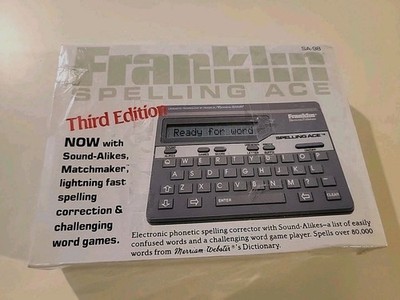 SA-98
Franklin
SPELLING ACE
Third Edition
NOW with
Sound-Alikes,
Matchmaker,
lightning fast
spelling
correction &
challenging
word games.
Ready for word
Franklin
SPELLING ACE
Q W E R T Y U I O P
A S D F G H J K L
Z X C V B N M
ENTER
CLEAR
Electronic phonetic spelling corrector with Sound-Alikes–a list of easily
confused words and a challenging word game player. Spells over 80,000
words from Merriam-Webster®'s Dictionary.